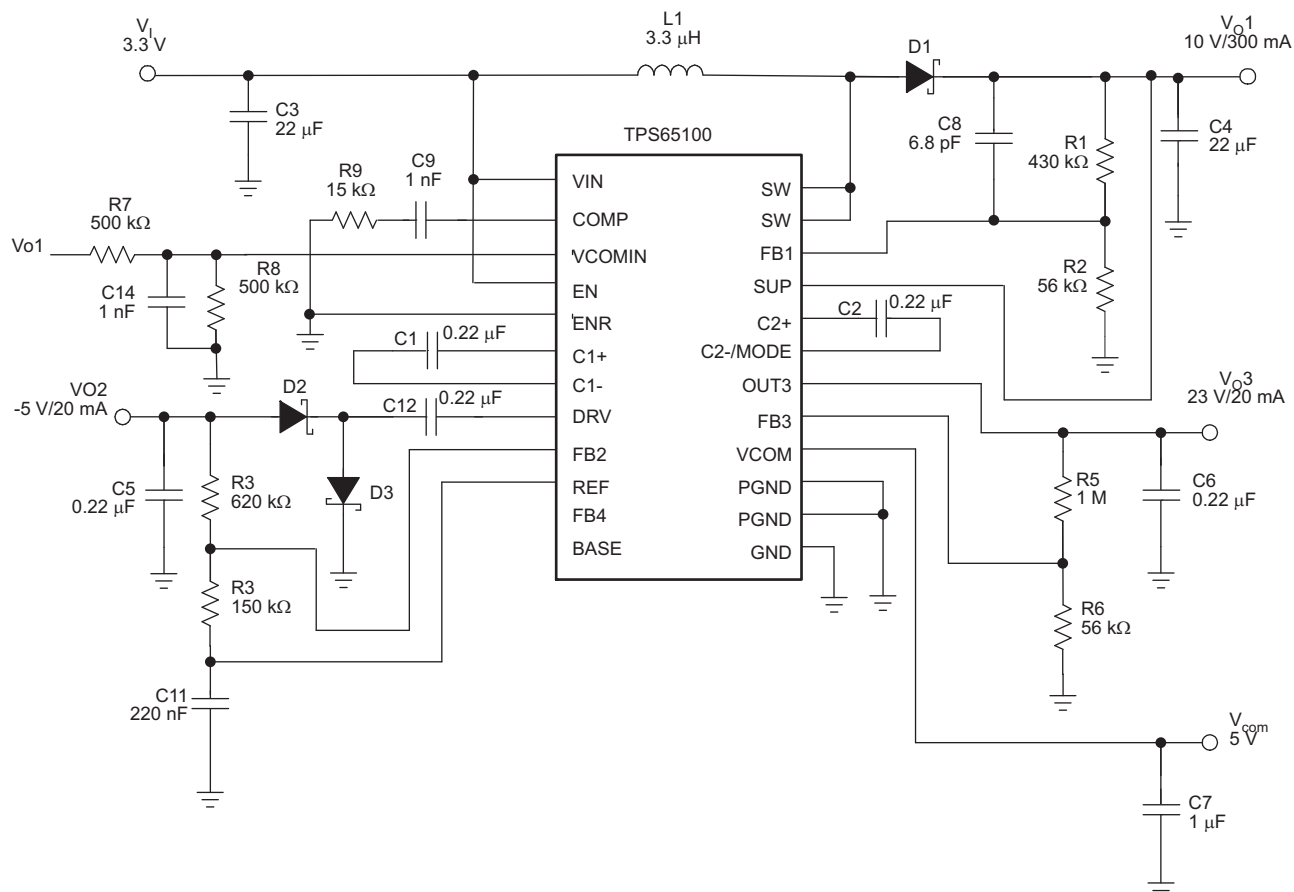 V_I
3.3 V
L1
3.3 μH
D1
V_O1
10 V/300 mA
C3
22 μF
TPS65100
C8
6.8 pF
R1
430 kΩ
C4
22 μF
R9
15 kΩ
C9
1 nF
VIN
COMP
VCOMIN
EN
ENR
C1+
C1-
DRV
FB2
REF
FB4
BASE
SW
SW
FB1
SUP
C2+
C2-/MODE
OUT3
FB3
VCOM
PGND
PGND
GND
R7
500 kΩ
Vo1
C14
1 nF
R8
500 kΩ
R2
56 kΩ
C2
0.22 μF
C1
0.22 μF
VO2
-5 V/20 mA
D2
C12
0.22 μF
V_O3
23 V/20 mA
C5
0.22 μF
R3
620 kΩ
D3
R5
1 M
C6
0.22 μF
R3
150 kΩ
R6
56 kΩ
C11
220 nF
V_com
5 V
C7
1 μF